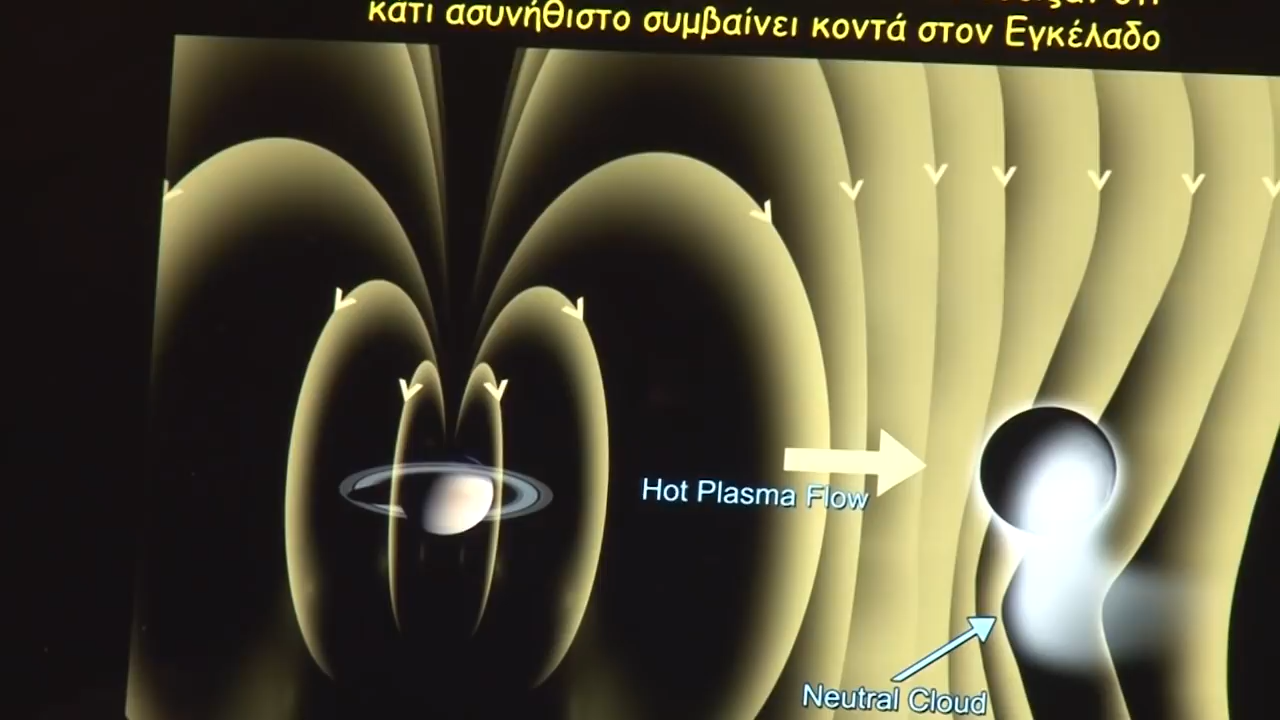 κάτι ασυνήθιστο συμβαίνει κοντά στον Εγκέλαδο
Hot Plasma Flow
Neutral Cloud